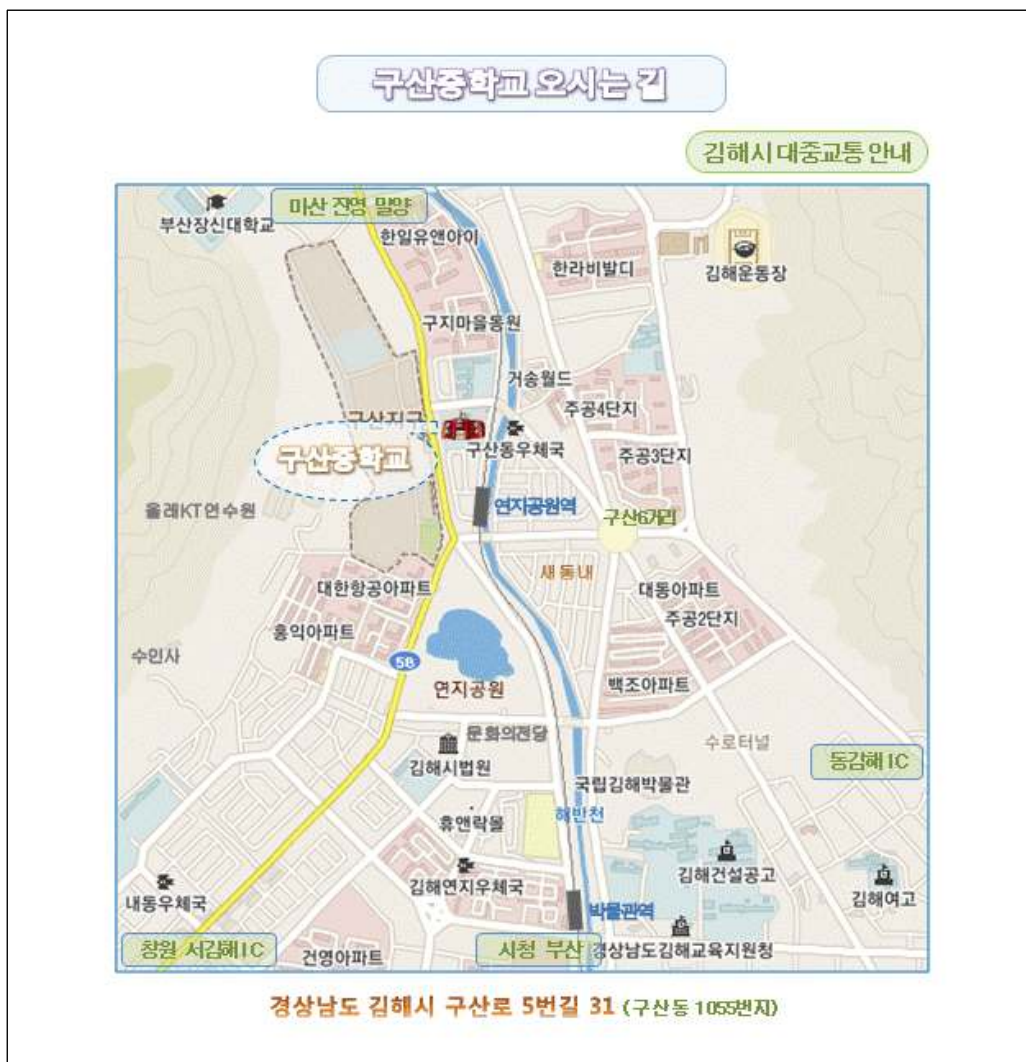 구산중학교 오시는 길
김해시 대중교통 안내
부산장신대학교
마산 진영 밀양
한일유앤아이
한라비발디
김해운동장
구지마을동원
거송월드
구산지구
주공4단지
구산중학교
구산동우체국
주공3단지
올레KT연수원
연지공원역
구산6거리
새동내
대한항공아파트
대동아파트
홍익아파트
주공2단지
수인사
58
연지공원
백조아파트
문화의전당
수로터널
김해시법원
동김해IC
국립김해박물관
해반천
휴앤락몰
김해연지우체국
김해건설공고
내동우체국
김해여고
박물관역
창원 서김해IC
건영아파트
시청 부산
경상남도김해교육지원청
경상남도 김해시 구산로 5번길 31 (구산동 1055번지)